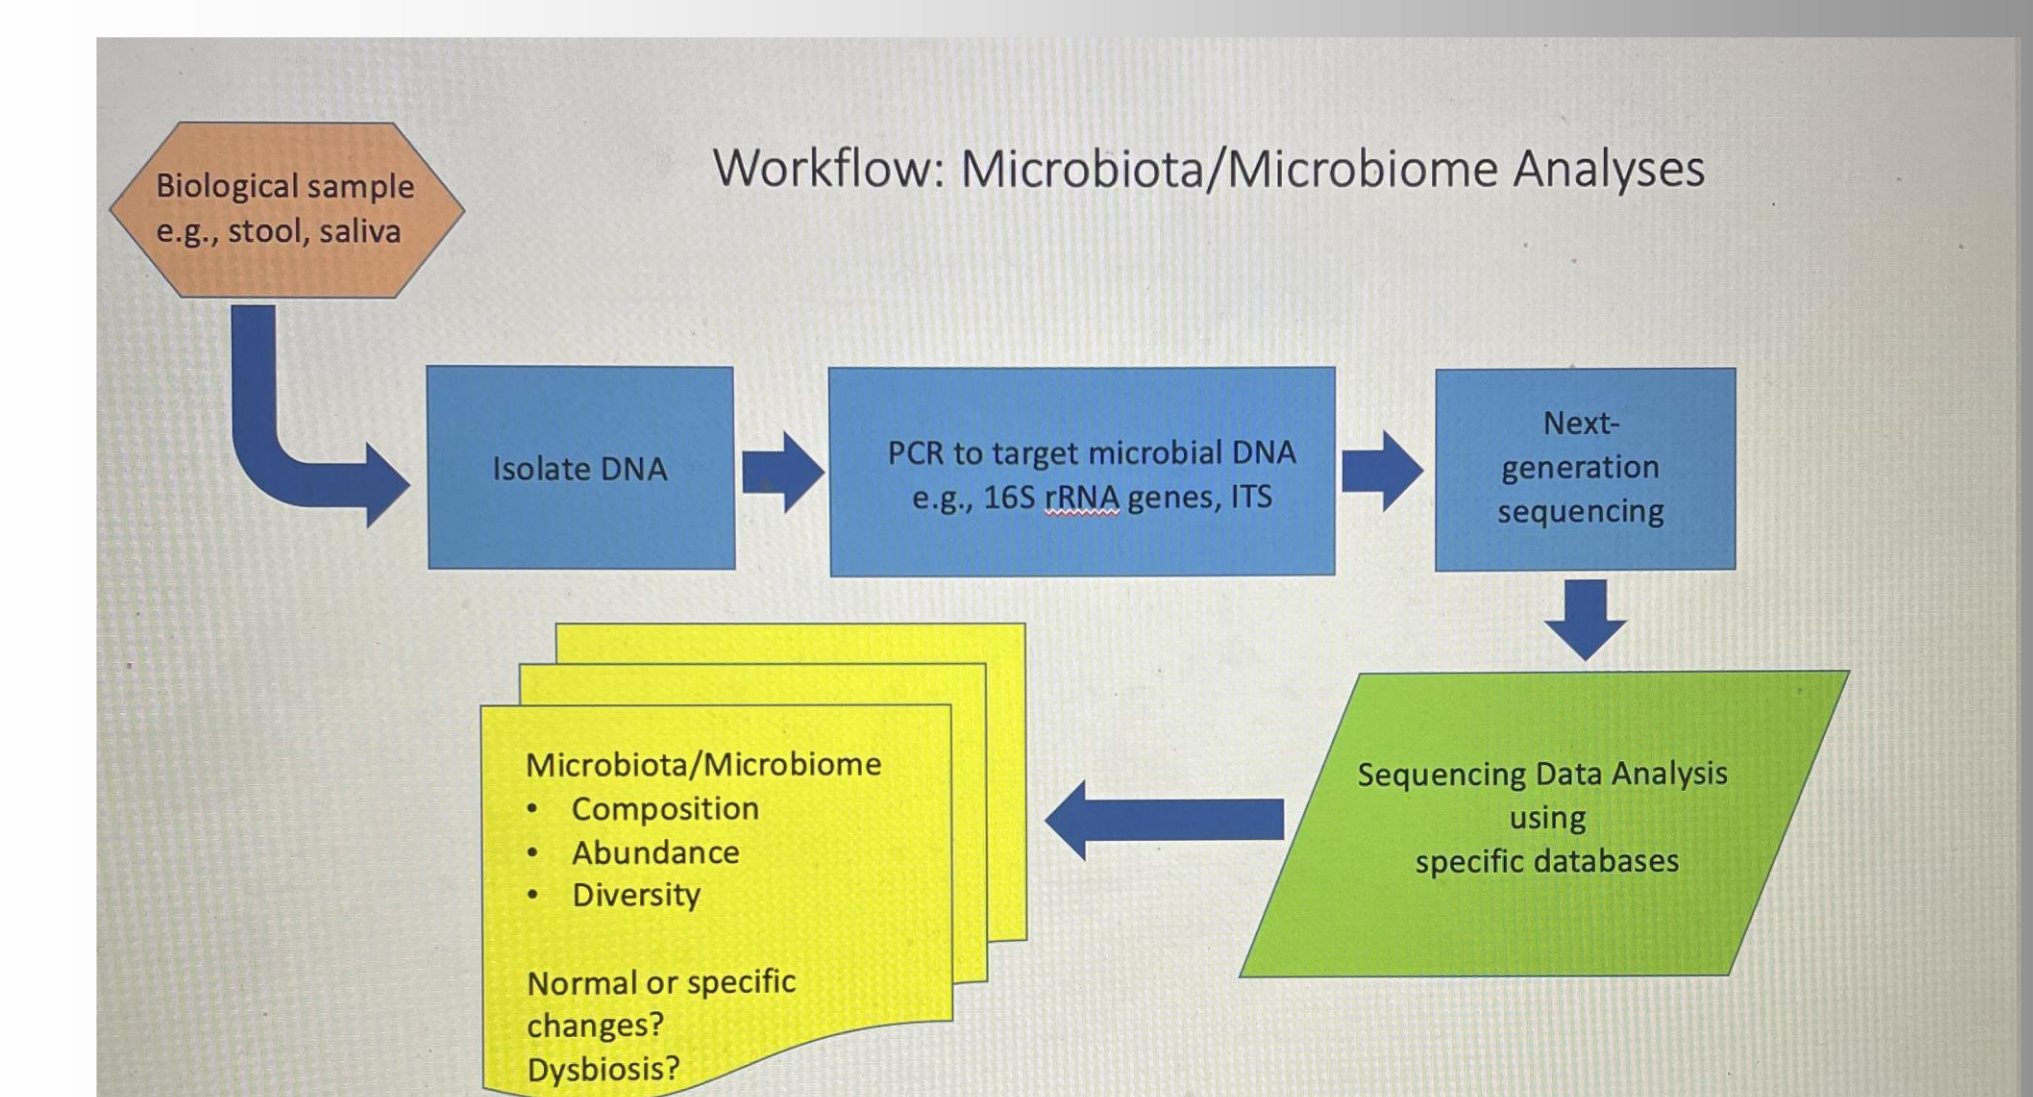 Workflow: Microbiota/Microbiome Analyses
Biological sample
e.g., stool, saliva
Isolate DNA
PCR to target microbial DNA
e.g., 16S rRNA genes, ITS
Next-
generation
sequencing
Sequencing Data Analysis
using
specific databases
Microbiota/Microbiome
• Composition
• Abundance
• Diversity
Normal or specific
changes?
Dysbiosis?